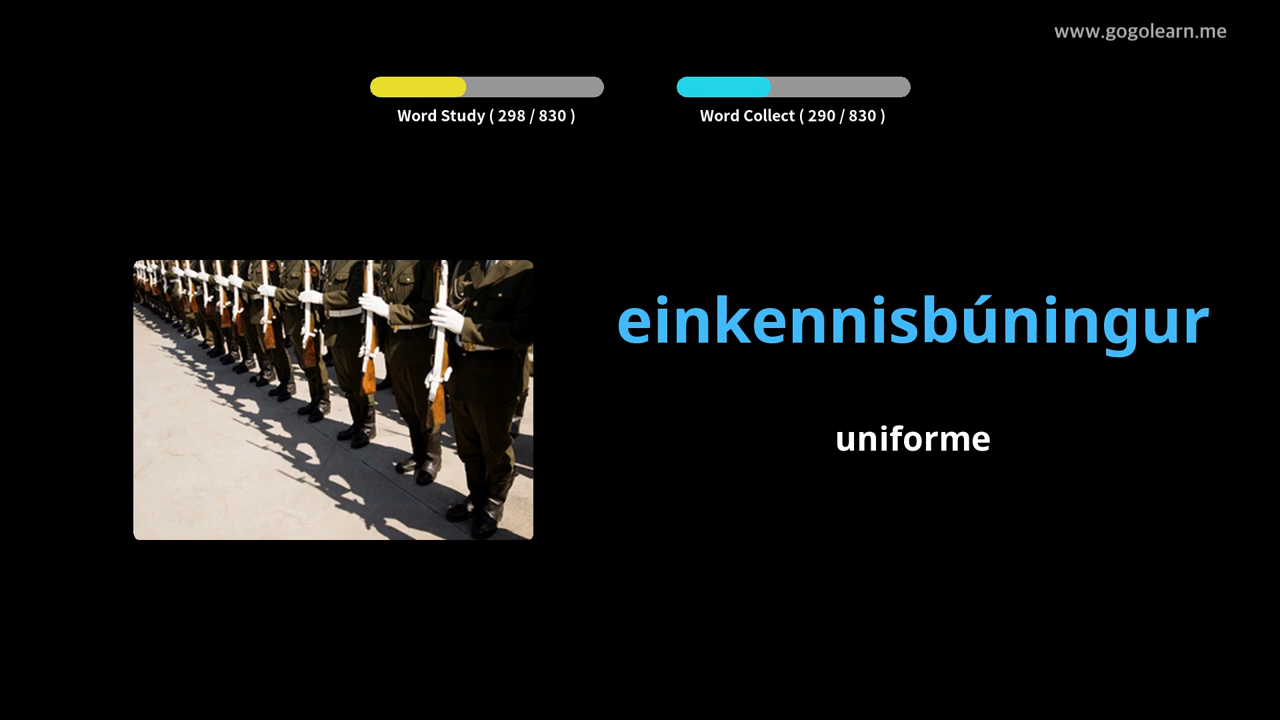 www.gogolearn.me
Word Study ( 298 / 830 )
Word Collect ( 290 / 830 )
einkennisbúningur
uniforme